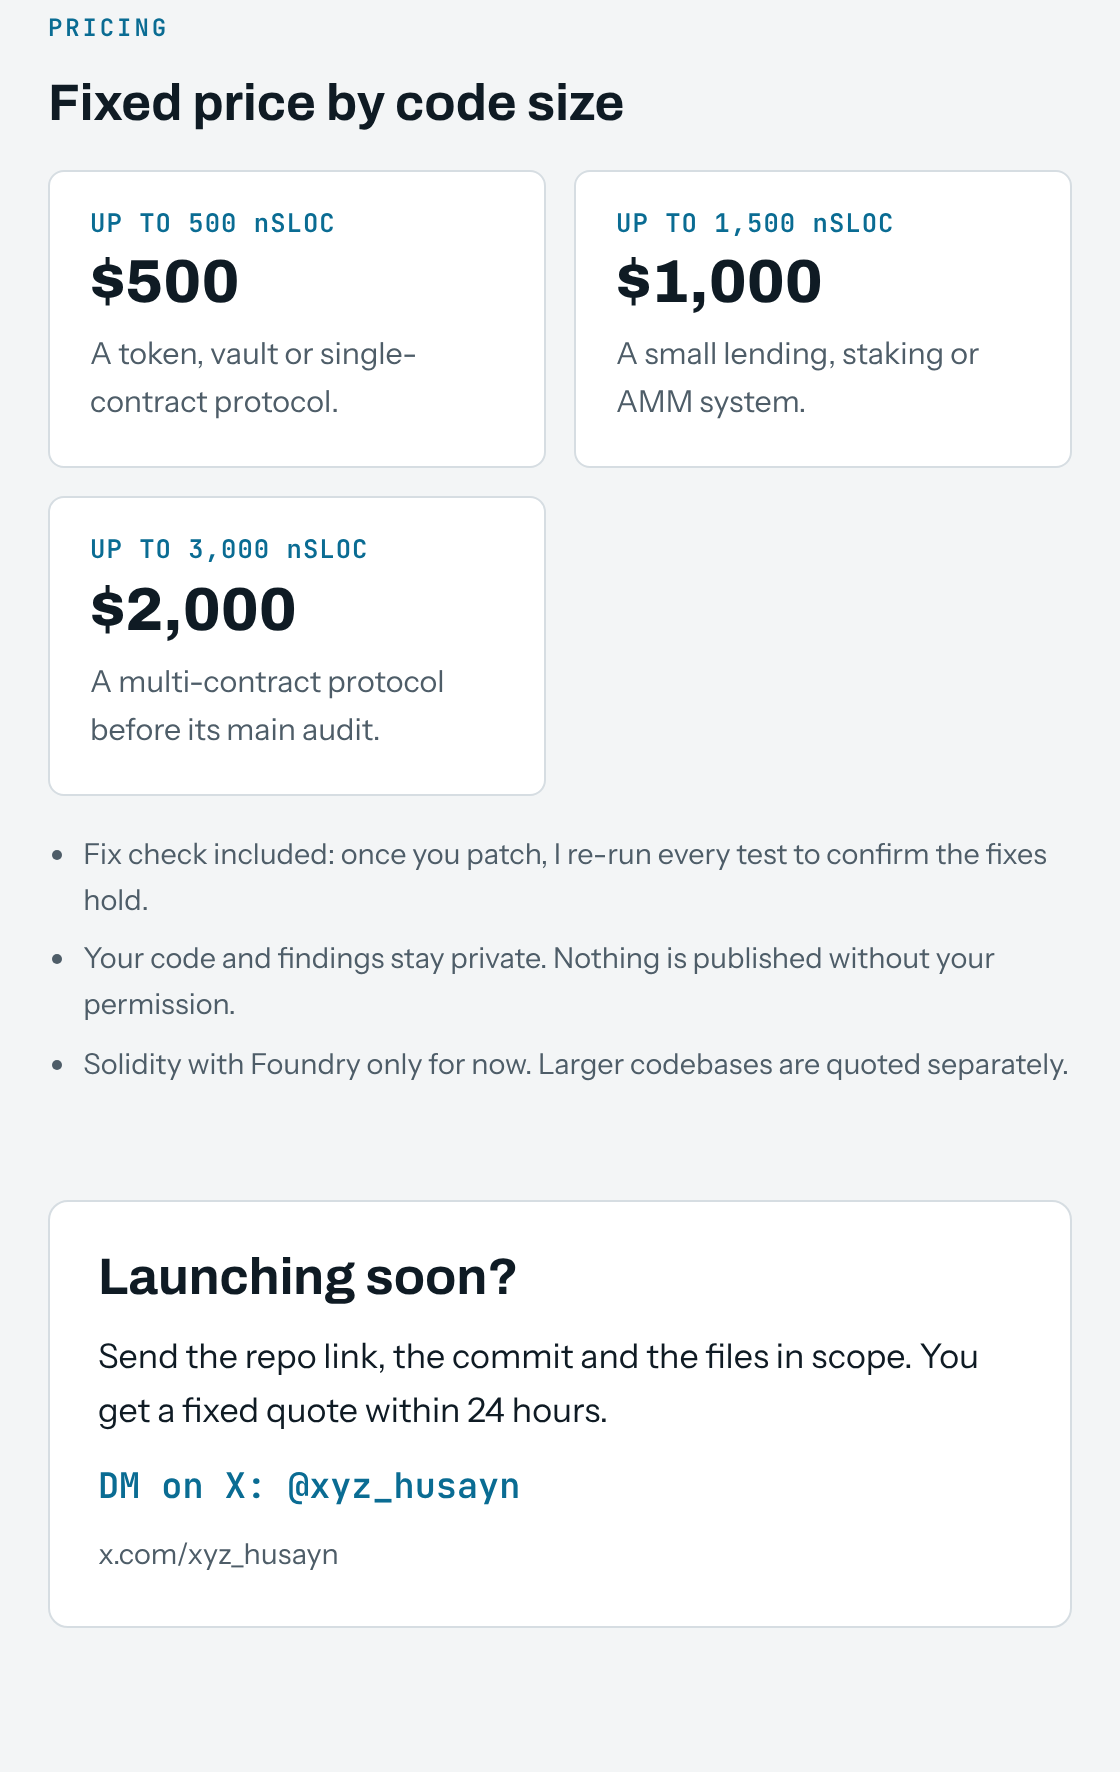 PRICING
Fixed price by code size
UP TO 500 nSLOC
$500
A token, vault or single-
contract protocol.
UP TO 1,500 nSLOC
$1,000
A small lending, staking or
AMM system.
UP TO 3,000 nSLOC
$2,000
A multi-contract protocol
before its main audit.
• Fix check included: once you patch, I re-run every test to confirm the fixes
hold.
• Your code and findings stay private. Nothing is published without your
permission.
• Solidity with Foundry only for now. Larger codebases are quoted separately.
Launching soon?
Send the repo link, the commit and the files in scope. You
get a fixed quote within 24 hours.
DM on X: @xyz_husayn
x.com/xyz_husayn